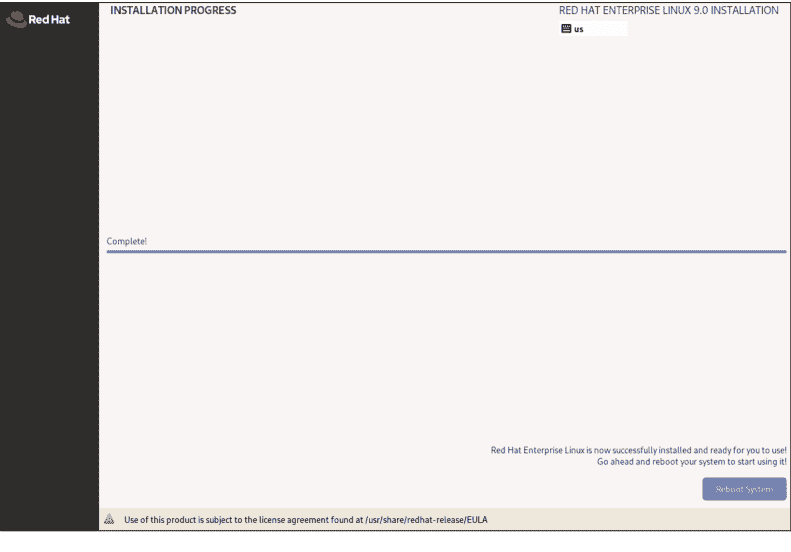 Red Hat
INSTALLATION PROGRESS
RED HAT ENTERPRISE LINUX 9.0 INSTALLATION
us
Complete!
Red Hat Enterprise Linux is now successfully installed and ready for you to use!
Go ahead and reboot your system to start using it!
Reboot System
Use of this product is subject to the license agreement found at /usr/share/redhat-release/EULA